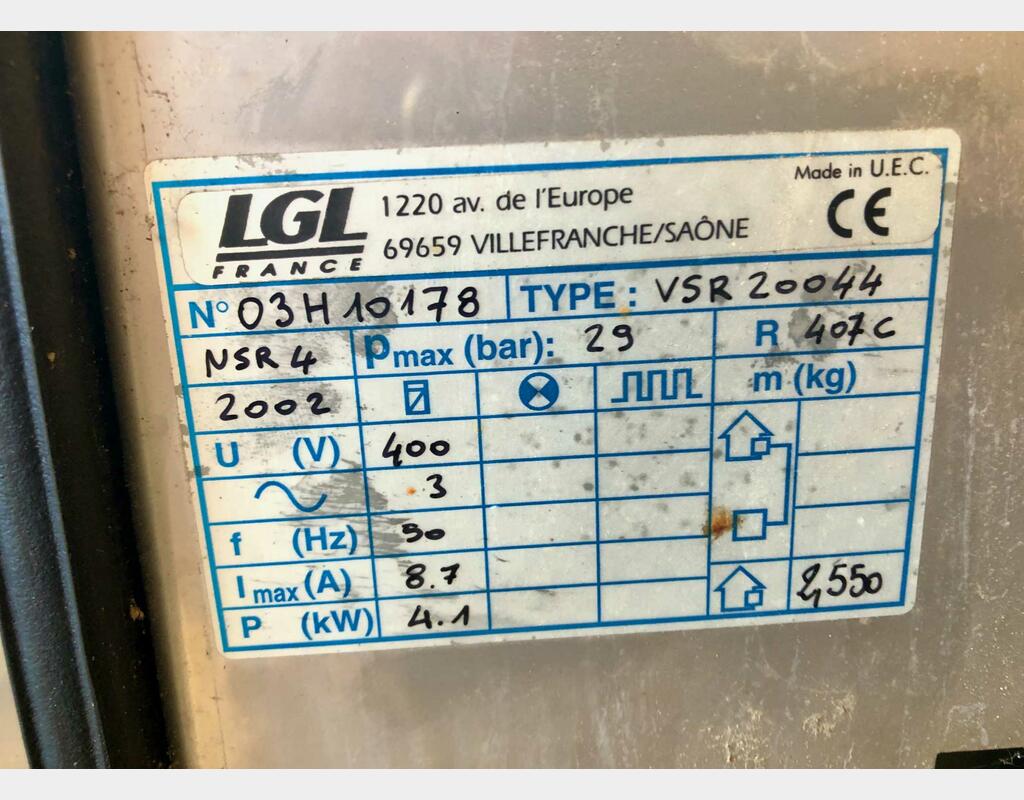 LGL
FRANCE
1220 av. de l'Europe
69659 VILLEFRANCHE/SAÔNE
Made in U.E.C.
CE
N° 03H10178 TYPE : VSR 20044
NSR 4 Pmax (bar): 29 R 407C
2002 m (kg)
U (V) 400
3
f (Hz) 50
I max (A) 8.7
P (kW) 4.1
2,550